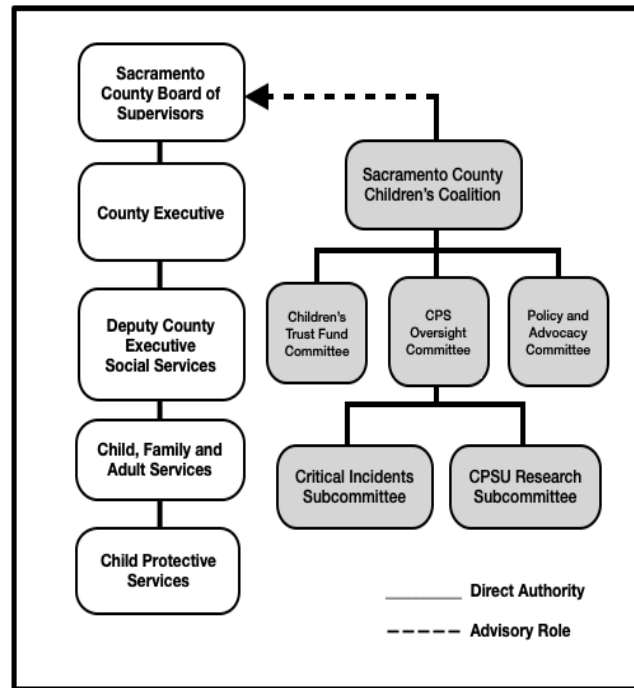 Sacramento
County Board of
Supervisors
County Executive
Deputy County
Executive
Social Services
Child, Family and
Adult Services
Child Protective
Services
Sacramento County
Children's Coalition
Children's
Trust Fund
Committee
CPS
Oversight
Committee
Policy and
Advocacy
Committee
Critical Incidents
Subcommittee
CPSU Research
Subcommittee
Direct Authority
Advisory Role